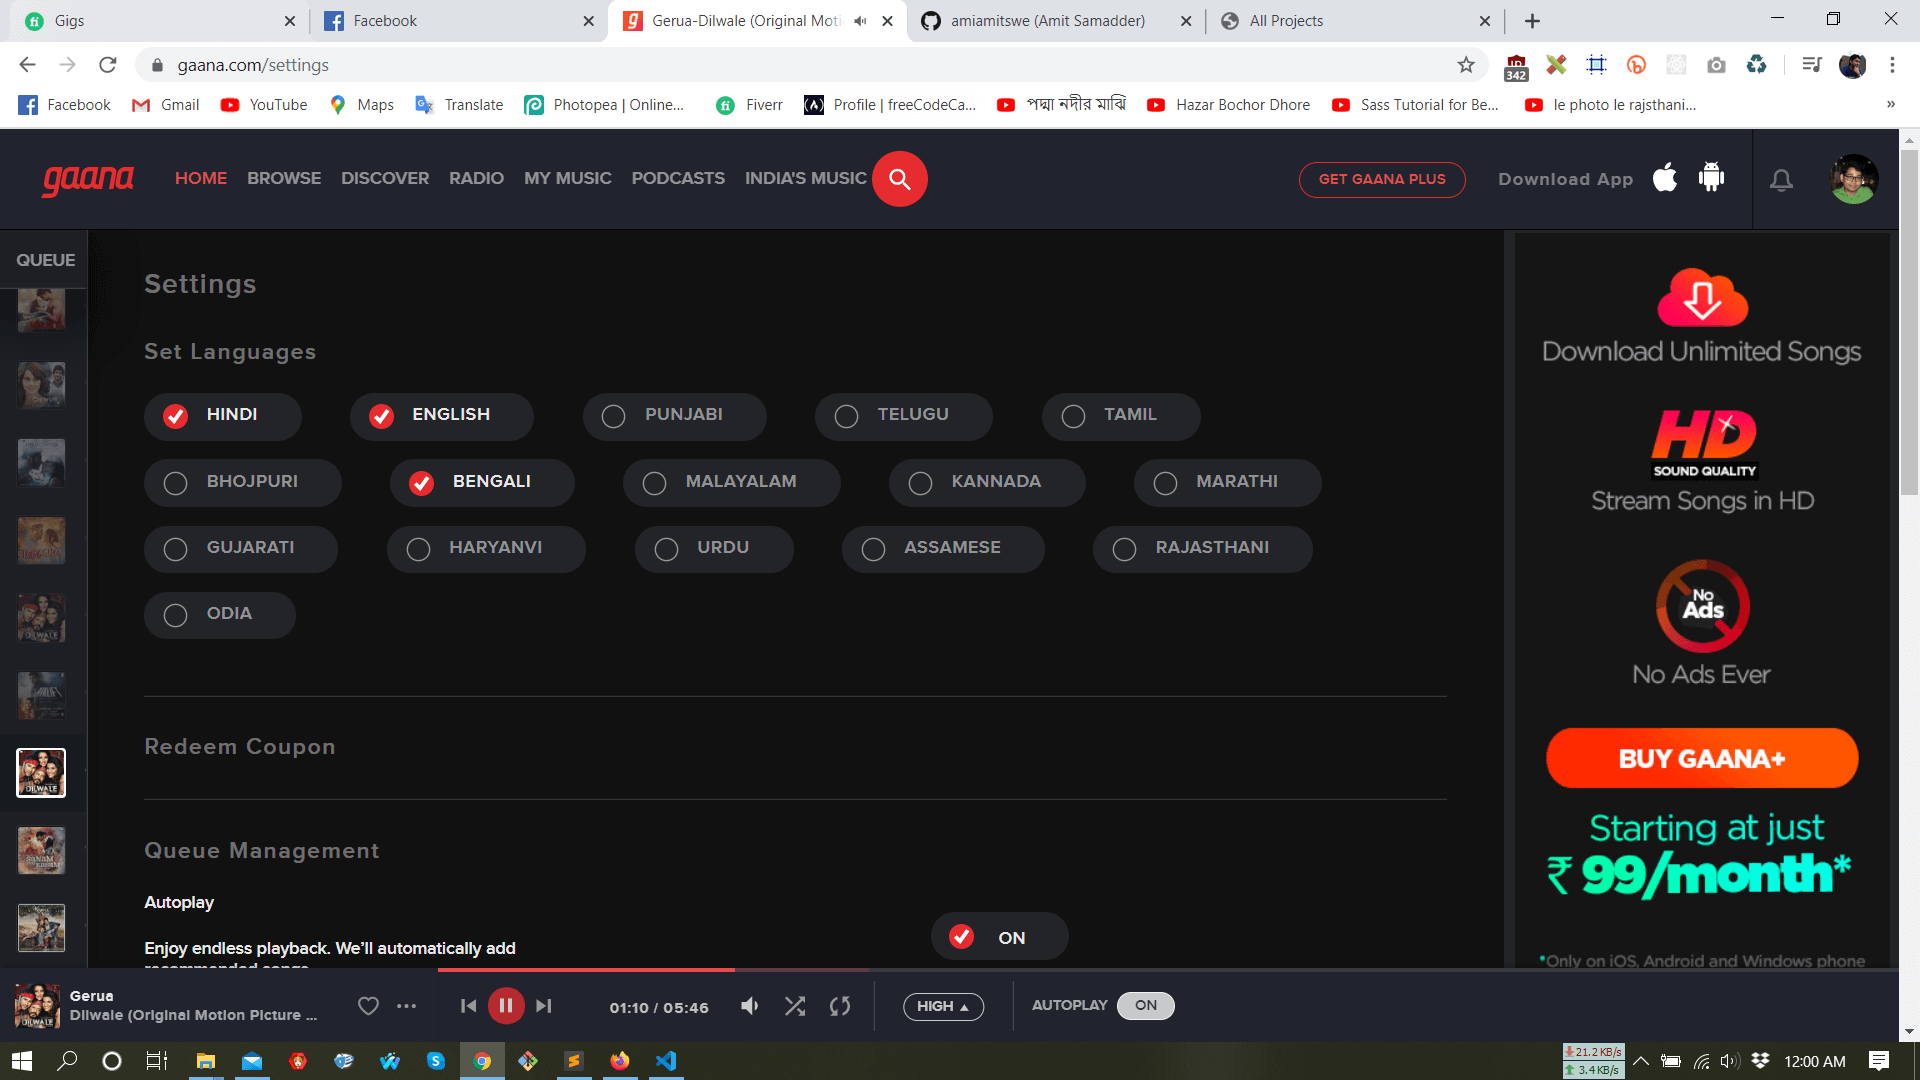 Gigs
Facebook
Gerua-Dilwale (Original Moti
amiamitswe (Amit Samadder)
All Projects
gaana.com/settings
342
Facebook
Gmail
YouTube
Maps
Translate
Photopea | Online...
Fiverr
Profile | freeCodeCa...
পদ্মা নদীর মাঝি
Hazar Bochor Dhore
Sass Tutorial for Be...
le photo le rajsthani...
»
gaana
HOME
BROWSE
DISCOVER
RADIO
MY MUSIC
PODCASTS
INDIA'S MUSIC
GET GAANA PLUS
Download App
QUEUE
Settings
Set Languages
HINDI
ENGLISH
PUNJABI
TELUGU
TAMIL
BHOJPURI
BENGALI
MALAYALAM
KANNADA
MARATHI
GUJARATI
HARYANVI
URDU
ASSAMESE
RAJASTHANI
ODIA
Redeem Coupon
Queue Management
Autoplay
Enjoy endless playback. We’ll automatically add
recommended songs
ON
Download Unlimited Songs
HD
SOUND QUALITY
Stream Songs in HD
No
Ads
No Ads Ever
BUY GAANA+
Starting at just
₹ 99/month*
*Only on iOS, Android and Windows phone
DILWALE
Gerua
Dilwale (Original Motion Picture ...
01:10 / 05:46
HIGH
AUTOPLAY
ON
21.2 KB/s
3.4 KB/s
12:00 AM